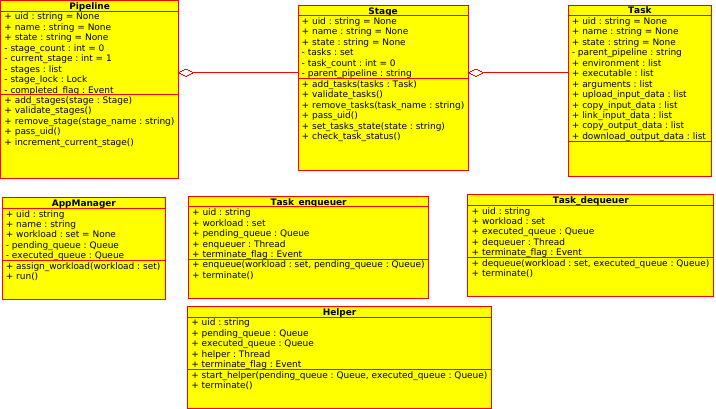 Pipeline
+ uid : string = None
+ name : string = None
+ state : string = None
- stage_count : int = 0
- current_stage : int = 1
- stages : list
- stage_lock : Lock
- completed_flag : Event
+ add_stages(stage : Stage)
+ validate_stages()
+ remove_stage(stage_name : string)
+ pass_uid()
+ increment_current_stage()
Stage
+ uid : string = None
+ name : string = None
+ state : string = None
- tasks : set
- task_count : int = 0
- parent_pipeline : string
+ add_tasks(tasks : Task)
+ validate_tasks()
+ remove_tasks(task_name : string)
+ pass_uid()
+ set_tasks_state(state : string)
+ check_task_status()
Task
+ uid : string = None
+ name : string = None
+ state : string = None
- parent_pipeline : string
+ environment : list
+ executable : list
+ arguments : list
+ upload_input_data : list
+ copy_input_data : list
+ link_input_data : list
+ copy_output_data : list
+ download_output_data : list
AppManager
+ uid : string
+ name : string
+ workload : set = None
- pending_queue : Queue
- executed_queue : Queue
+ assign_workload(workload : set)
+ run()
Task_enqueuer
+ uid : string
+ workload : set
+ pending_queue : Queue
+ enqueuer : Thread
+ terminate_flag : Event
+ enqueue(workload : set, pending_queue : Queue)
+ terminate()
Task_dequeuer
+ uid : string
+ workload : set
+ executed_queue : Queue
+ dequeuer : Thread
+ terminate_flag : Event
+ dequeue(workload : set, executed_queue : Queue)
+ terminate()
Helper
+ uid : string
+ pending_queue : Queue
+ executed_queue : Queue
+ helper : Thread
+ terminate_flag : Event
+ start_helper(pending_queue : Queue, executed_queue : Queue)
+ terminate()